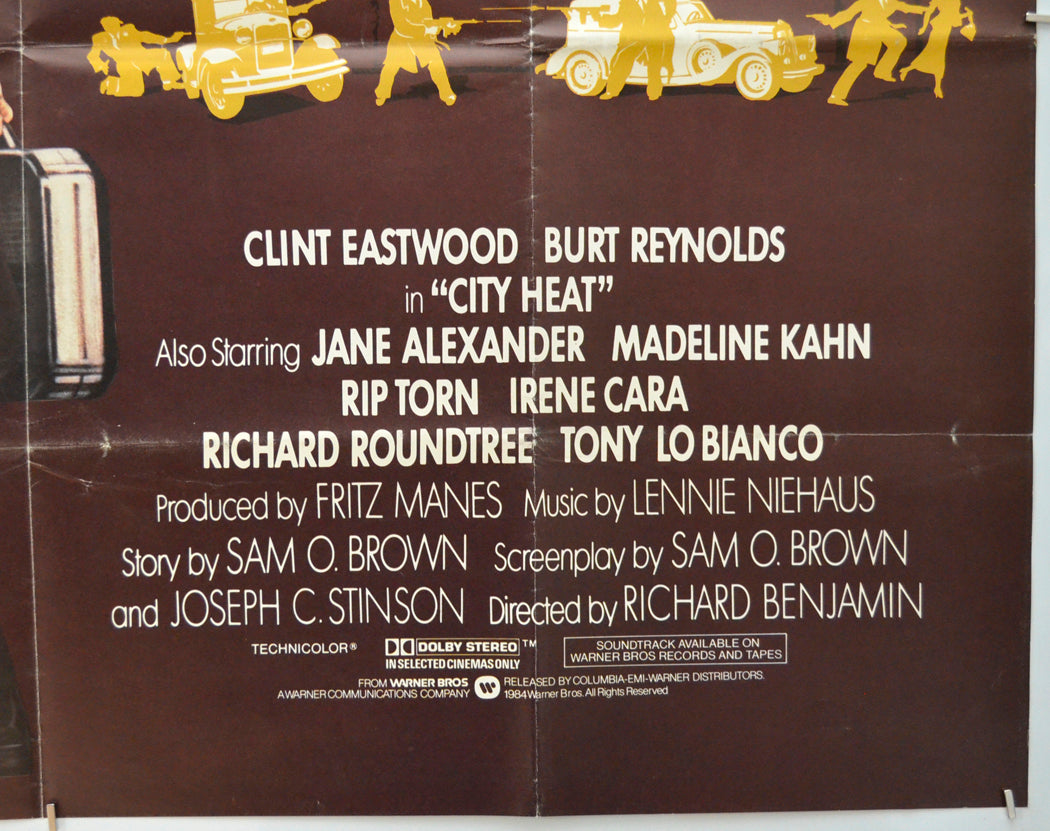 CLINT EASTWOOD BURT REYNOLDS
in "CITY HEAT"
Also Starring JANE ALEXANDER MADELINE KAHN
RIP TORN IRENE CARA
RICHARD ROUNDTREE TONY LO BIANCO
Produced by FRITZ MANES Music by LENNIE NIEHAUS
Story by SAM O. BROWN Screenplay by SAM O. BROWN
and JOSEPH C. STINSON Directed by RICHARD BENJAMIN
TECHNICOLOR® DOLBY STEREO™
IN SELECTED CINEMAS ONLY
SOUNDTRACK AVAILABLE ON
WARNER BROS RECORDS AND TAPES
FROM WARNER BROS
A WARNER COMMUNICATIONS COMPANY
RELEASED BY COLUMBIA-EMI-WARNER DISTRIBUTORS.
1984 Warner Bros. All Rights Reserved